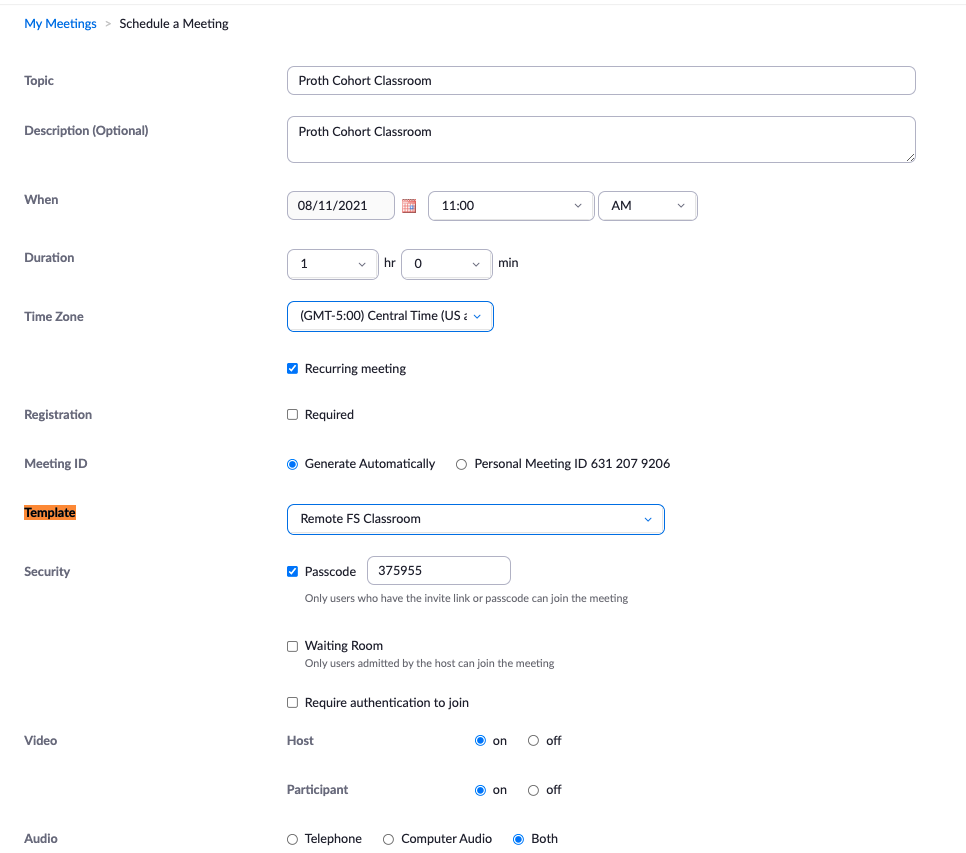 My Meetings > Schedule a Meeting
Topic Proth Cohort Classroom
Description (Optional) Proth Cohort Classroom
When 08/11/2021 11:00 AM
Duration 1 hr 0 min
Time Zone (GMT-5:00) Central Time (US a
Recurring meeting
Registration Required
Meeting ID Generate Automatically Personal Meeting ID 631 207 9206
Template Remote FS Classroom
Security Passcode 375955
Only users who have the invite link or passcode can join the meeting
Waiting Room
Only users admitted by the host can join the meeting
Require authentication to join
Video Host on off
Participant on off
Audio Telephone Computer Audio Both